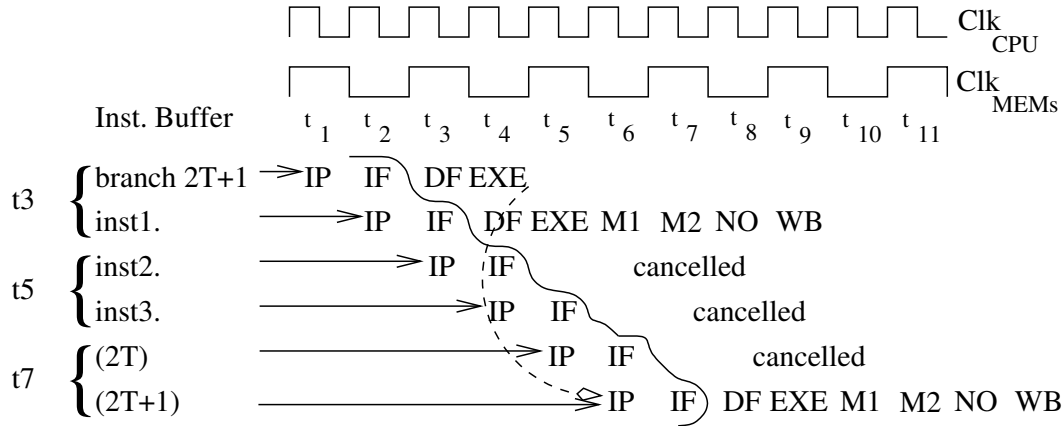 Clk CPU
Clk MEMs
Inst. Buffer t 1 t 2 t 3 t 4 t 5 t 6 t 7 t 8 t 9 t 10 t 11
t3
branch 2T+1 IP IF DF EXE
inst1. IP IF DF EXE M1 M2 NO WB
t5
inst2. IP IF cancelled
inst3. IP IF cancelled
t7
(2T) IP IF cancelled
(2T+1) IP IF DF EXE M1 M2 NO WB